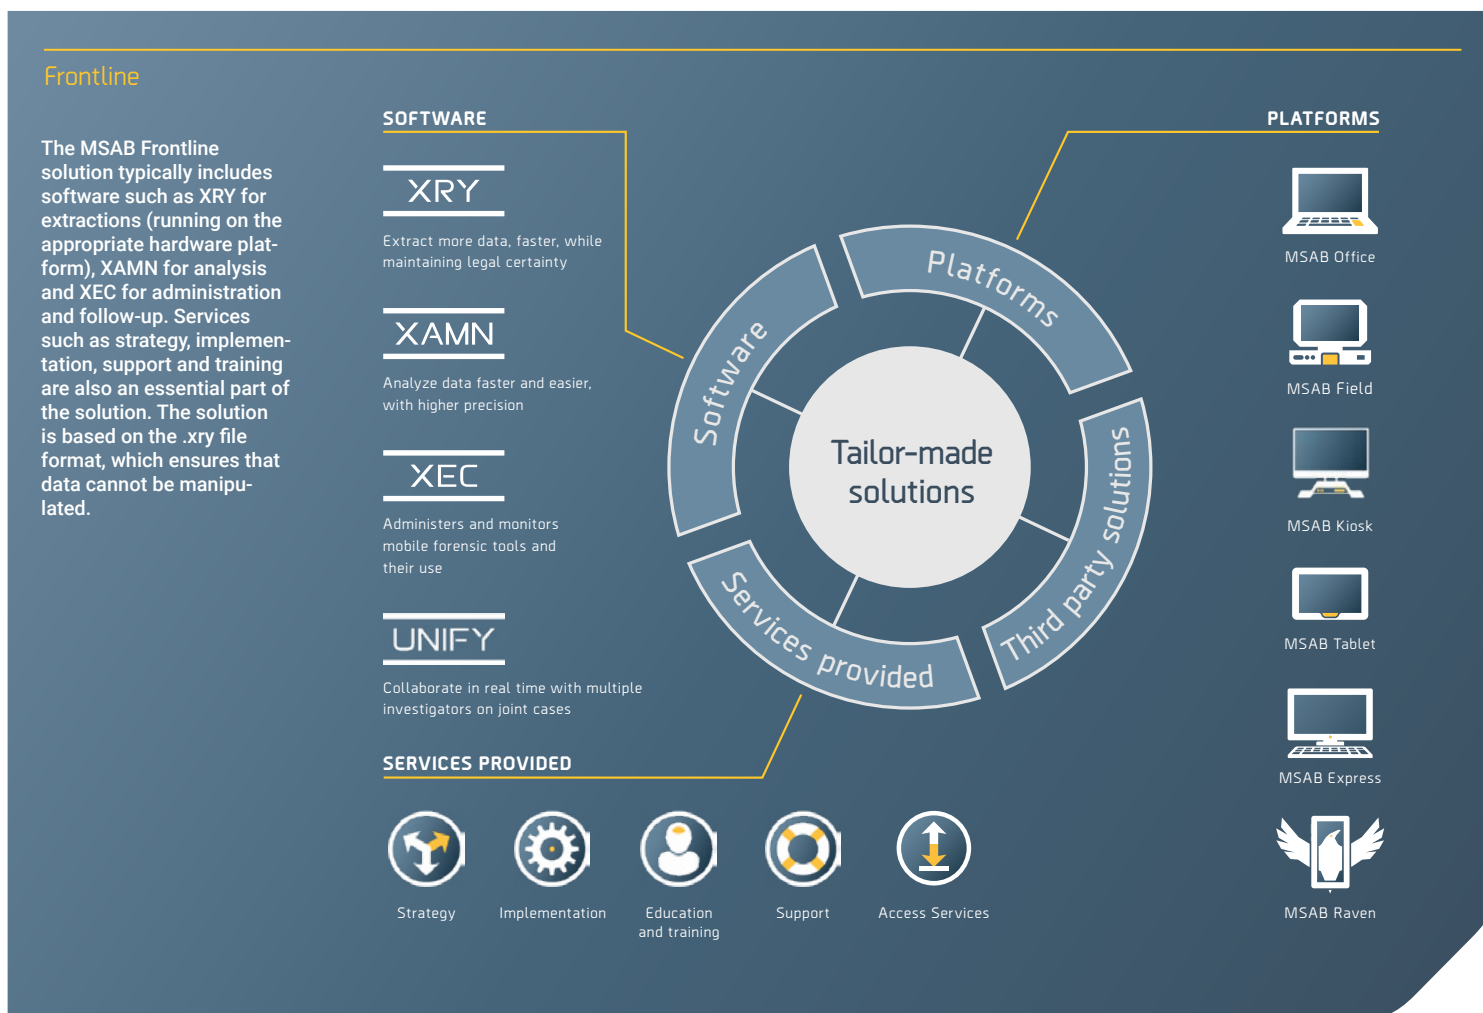 Frontline
The MSAB Frontline
solution typically includes
software such as XRY for
extractions (running on the
appropriate hardware plat-
form), XAMN for analysis
and XEC for administration
and follow-up. Services
such as strategy, implemen-
tation, support and training
are also an essential part of
the solution. The solution
is based on the .xry file
format, which ensures that
data cannot be manipu-
lated.
SOFTWARE
XRY
Extract more data, faster, while
maintaining legal certainty
XAMN
Analyze data faster and easier,
with higher precision
XEC
Administers and monitors
mobile forensic tools and
their use
UNIFY
Collaborate in real time with multiple
investigators on joint cases
Software
Platforms
Third party solutions
Services provided
Tailor-made
solutions
SERVICES PROVIDED
Strategy
Implementation
Education
and training
Support
Access Services
PLATFORMS
MSAB Office
MSAB Field
MSAB Kiosk
MSAB Tablet
MSAB Express
MSAB Raven